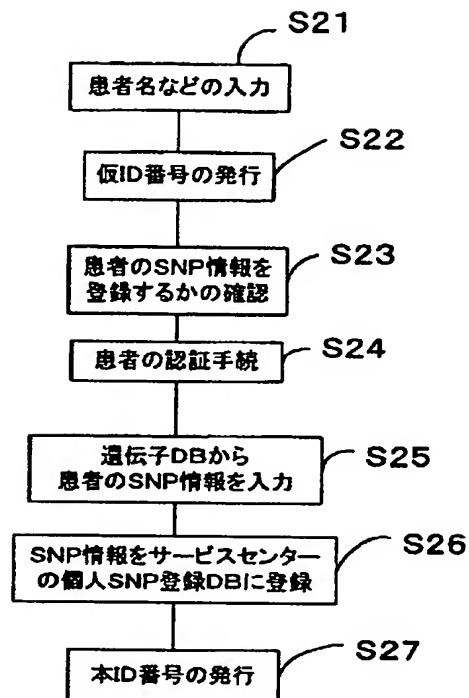 S21
患者名などの入力
S22
仮ID番号の発行
S23
患者のSNP情報を
登録するかの確認
S24
患者の認証手続
S25
遺伝子DBから
患者のSNP情報を入力
S26
SNP情報をサービスセンター
の個人SNP登録DBに登録
S27
本ID番号の発行